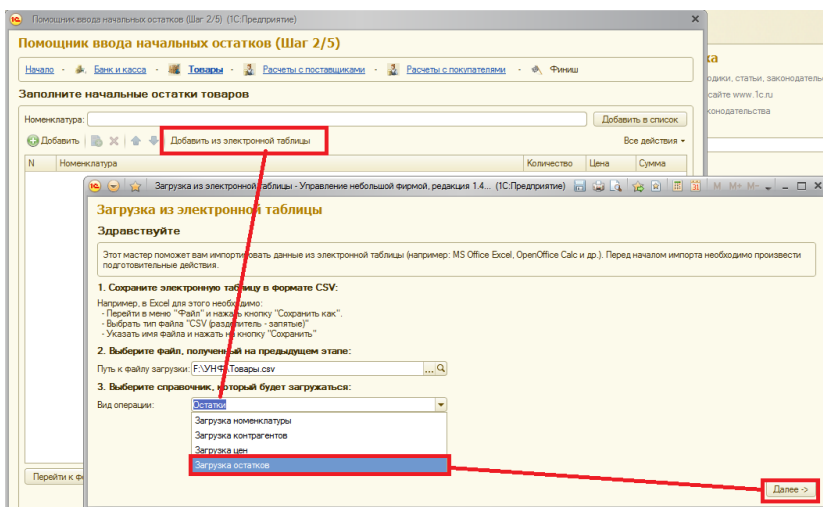 Помощник ввода начальных остатков (Шаг 2/5) (1С:Предприятие)
Помощник ввода начальных остатков (Шаг 2/5)
Начало - Банк и касса - Товары - Расчеты с поставщиками - Расчеты с покупателями - Финиш
Заполните начальные остатки товаров
Номенклатура:
Добавить в список
Добавить
Добавить из электронной таблицы
Все действия
N Номенклатура Количество Цена Сумма
ка
одики, статьи, законодатель
сайте www.1c.ru
конодательства
Загрузка из электронной таблицы - Управление небольшой фирмой, редакция 1.4... (1С:Предприятие)
M M+ M-
Загрузка из электронной таблицы
Здравствуйте
Этот мастер поможет вам импортировать данные из электронной таблицы (например: MS Office Excel, OpenOffice Calc и др.). Перед началом импорта необходимо произвести
подготовительные действия.
1. Сохраните электронную таблицу в формате CSV:
Например, в Excel для этого необходимо:
- Перейти в меню "Файл" и нажать кнопку "Сохранить как".
- Выбрать тип файла "CSV (разделитель - запятые)"
- Указать имя файла и нажать на кнопку "Сохранить"
2. Выберите файл, полученный на предыдущем этапе:
Путь к файлу загрузки: F:\УНФ\Товары.csv
3. Выберите справочник, который будет загружаться:
Вид операции: Остатки
Загрузка номенклатуры
Загрузка контрагентов
Загрузка цен
Загрузка остатков
Перейти к
Далее ->